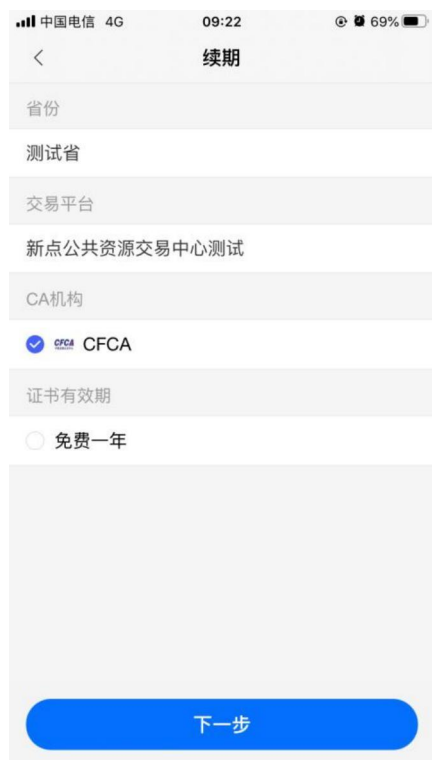 中国电信 4G 09:22 69%
续期
省份
测试省
交易平台
新点公共资源交易中心测试
CA机构
CFCA CFCA
证书有效期
免费一年
下一步